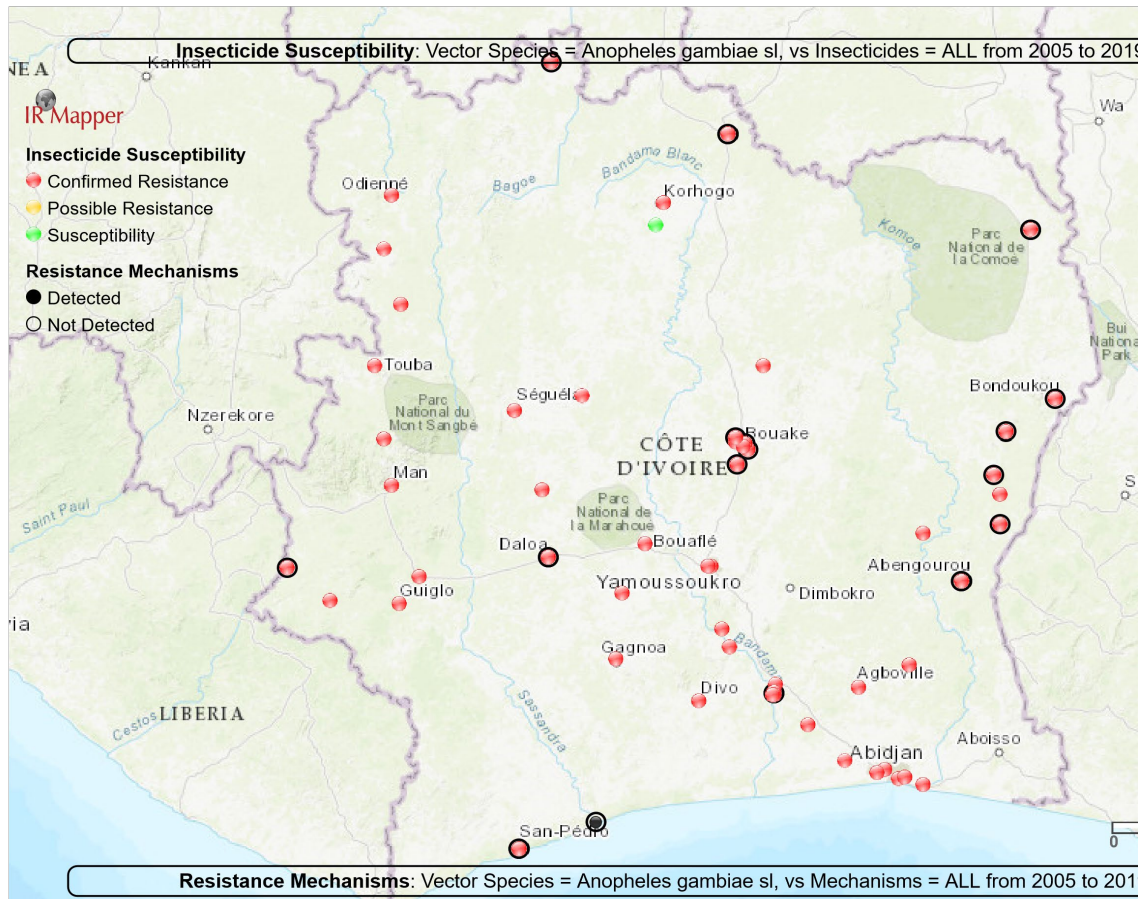 Insecticide Susceptibility: Vector Species = Anopheles gambiae sl, vs Insecticides = ALL from 2005 to 2019
NEA
Kankan
Wa
IR Mapper
Insecticide Susceptibility
Confirmed Resistance
Possible Resistance
Susceptibility
Resistance Mechanisms
Detected
Not Detected
Odienné
Bagoe
Bandama Blanc
Korhogo
Komoe
Parc
National de
la Comoe
Bui
Nationa
Park
Touba
Parc
National du
Mont Sangbé
Séguéla
Bondoukou
Nzerekore
CÔTE
D'IVOIRE
Bouake
Man
S
Saint Paul
Parc
National de
la Marahoue
Daloa
Bouaflé
Abengourou
Guiglo
Yamoussoukro
Dimbokro
via
Gagnoa
Bandama
Agboville
Divo
Cestos
LIBERIA
Sassandra
Abidjan
Aboisso
San-Pédro
0
Resistance Mechanisms: Vector Species = Anopheles gambiae sl, vs Mechanisms = ALL from 2005 to 201